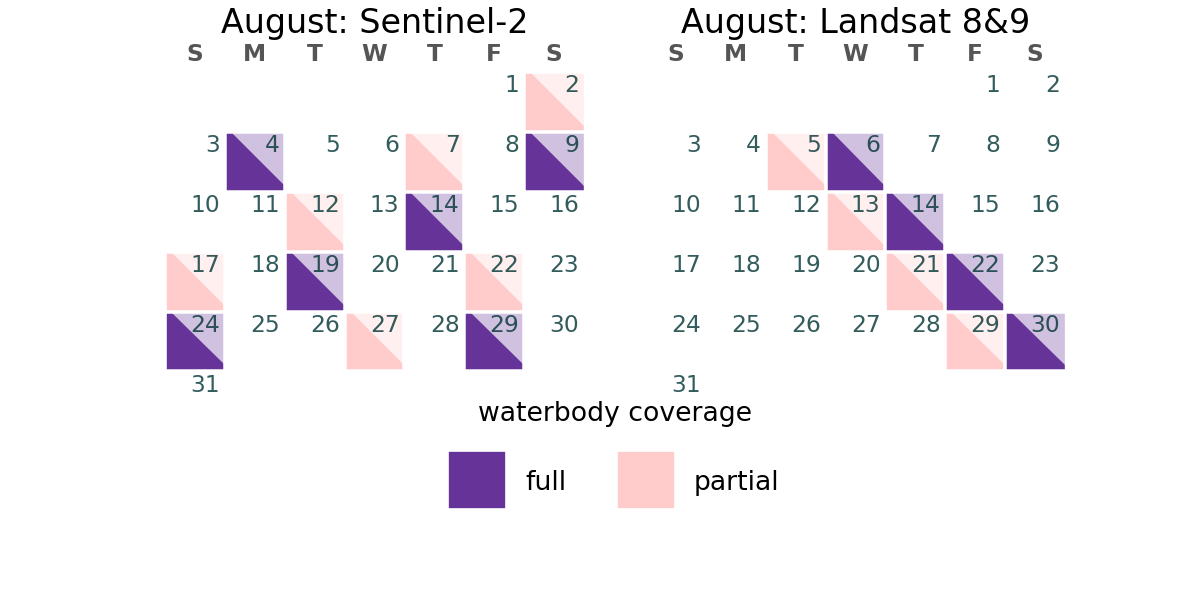 August: Sentinel-2
S M T W T F S
1 2
3 4 5 6 7 8 9
10 11 12 13 14 15 16
17 18 19 20 21 22 23
24 25 26 27 28 29 30
31
August: Landsat 8&9
S M T W T F S
1 2
3 4 5 6 7 8 9
10 11 12 13 14 15 16
17 18 19 20 21 22 23
24 25 26 27 28 29 30
31
waterbody coverage
full partial